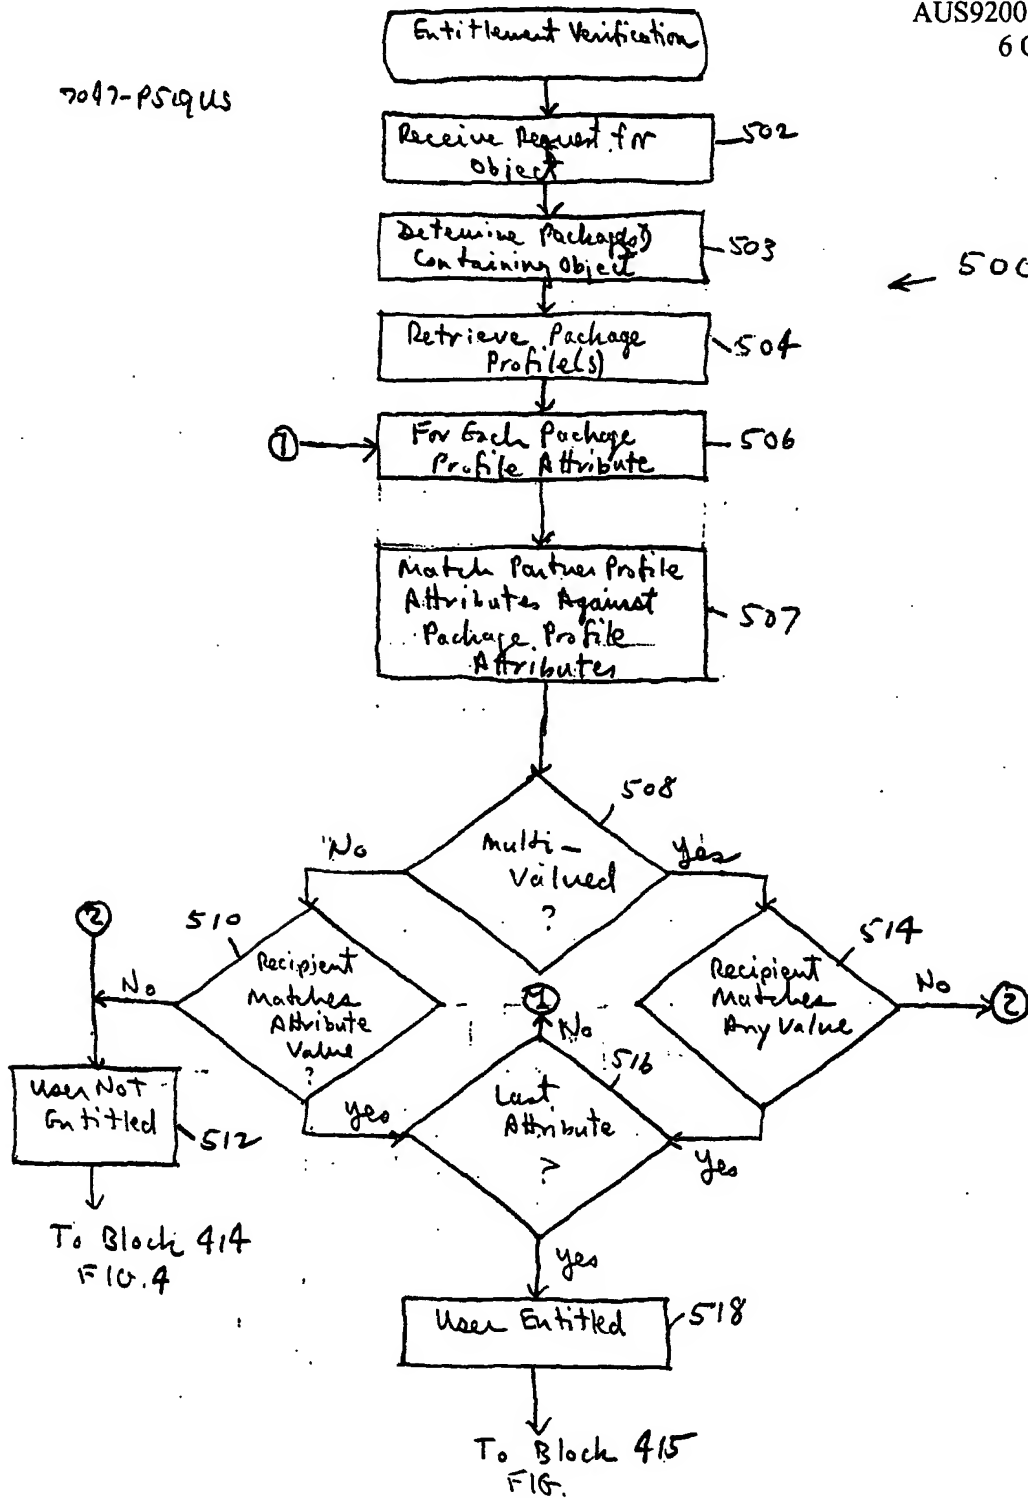 AUS9200
6 O
Entitlement Verification
7047-P519US
Receive Request for
Object
502
Determine Package(s)
Containing Object
503
500
Retrieve Package
Profile(s)
504
1
For Each Package
Profile Attribute
506
Match Partner Profile
Attributes Against
Package Profile
Attributes
507
508
Multi-
Valued
?
No
Yes
2
510
Recipient
Matches
Attribute
Value
?
No
514
Recipient
Matches
Any Value
No
2
1
No
516
Last
Attribute
?
yes
Yes
User Not
Entitled
512
To Block 414
FIG. 4
yes
User Entitled
518
To Block 415
FIG.